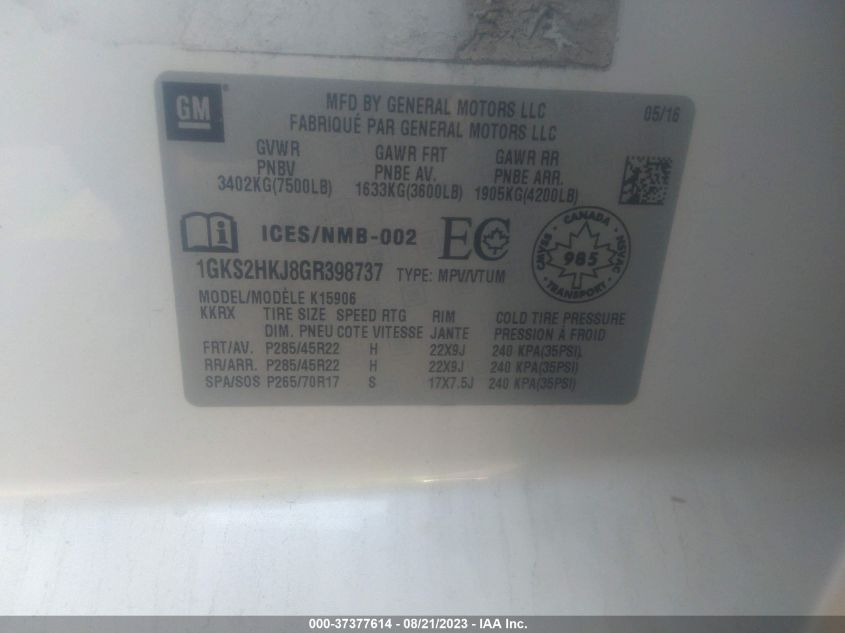 GM
MFD BY GENERAL MOTORS LLC 05/16
FABRIQUÉ PAR GENERAL MOTORS LLC
GVWR GAWR FRT GAWR RR
PNBV PNBE AV. PNBE ARR.
3402KG(7500LB) 1633KG(3600LB) 1905KG(4200LB)
i ICES/NMB-002 EC
CANADA
985
TRANSPORT
NSVAC
BSAWC
1GKS2HKJ8GR398737 TYPE: MPV/VTUM
MODEL/MODÈLE K15906
KKRX TIRE SIZE SPEED RTG RIM COLD TIRE PRESSURE
DIM. PNEU COTE VITESSE JANTE PRESSION À FROID
FRT/AV. P285/45R22 H 22X9J 240 KPA(35PSI)
RR/ARR. P285/45R22 H 22X9J 240 KPA(35PSI)
SPA/SOS P265/70R17 S 17X7.5J 240 KPA(35PSI)
000-37377614 - 08/21/2023 - IAA Inc.